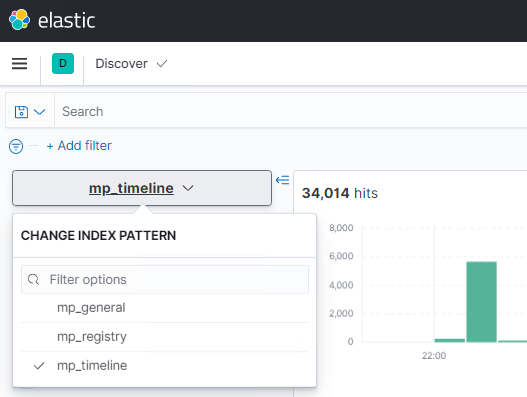 elastic
D Discover
Search
+ Add filter
mp_timeline
34,014 hits
CHANGE INDEX PATTERN
Filter options
mp_general
mp_registry
mp_timeline
8,000
6,000
4,000
2,000
0
22:00